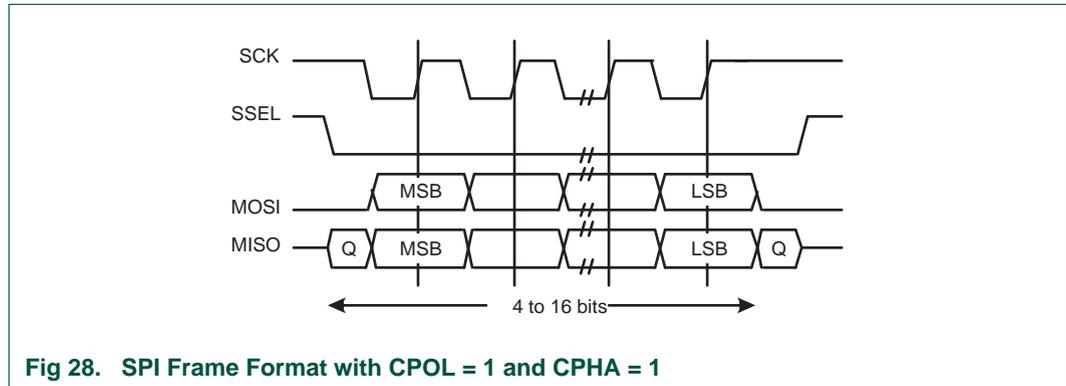 SCK
SSEL
MOSI
MSB
LSB
MISO
Q
MSB
LSB
Q
4 to 16 bits
Fig 28. SPI Frame Format with CPOL = 1 and CPHA = 1